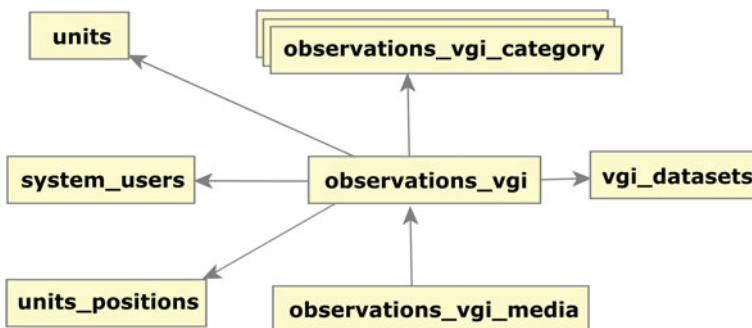 units
observations_vgi_category
system_users
observations_vgi
vgi_datasets
units_positions
observations_vgi_media